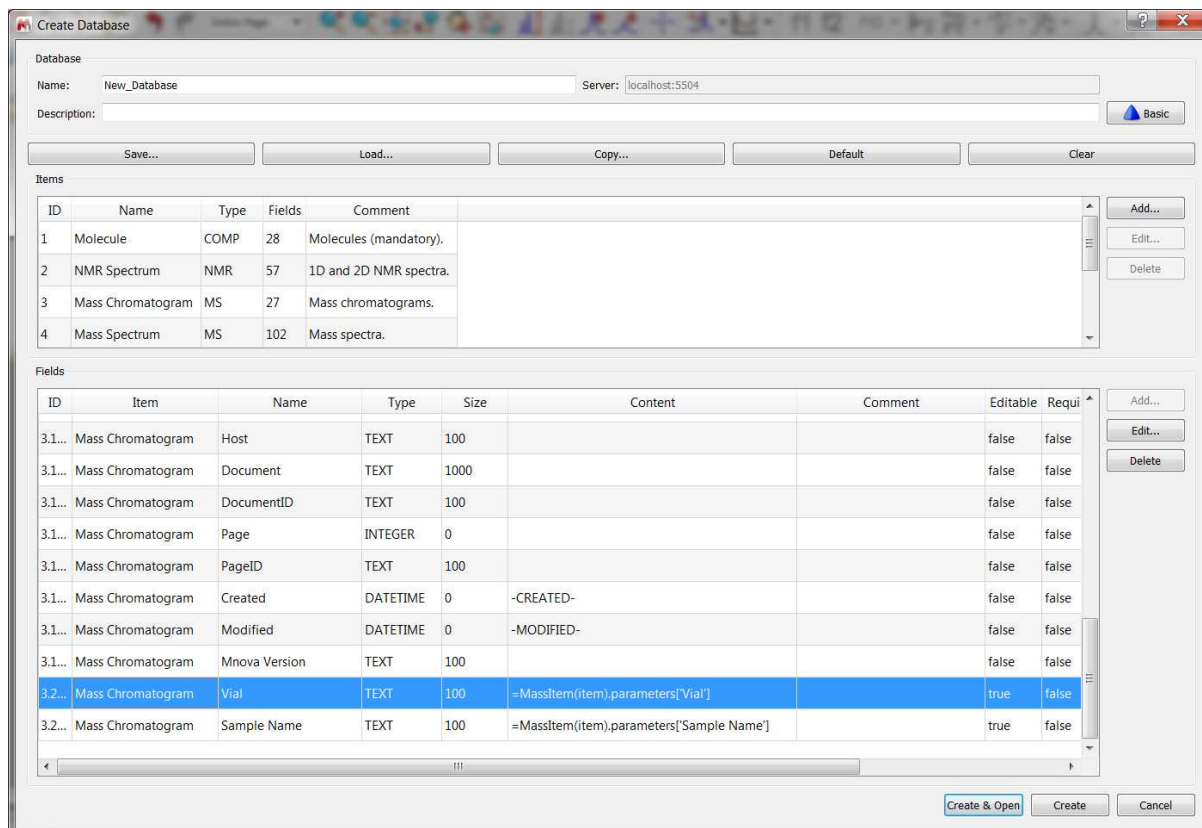 Create Database
Database
Name: New_Database Server: localhost:5504
Description: Basic
Save... Load... Copy... Default Clear
Items
ID Name Type Fields Comment Add...
1 Molecule COMP 28 Molecules (mandatory). Edit...
2 NMR Spectrum NMR 57 1D and 2D NMR spectra. Delete
3 Mass Chromatogram MS 27 Mass chromatograms.
4 Mass Spectrum MS 102 Mass spectra.
Fields
ID Item Name Type Size Content Comment Editable Requi Add...
3.1... Mass Chromatogram Host TEXT 100 false false Edit...
3.1... Mass Chromatogram Document TEXT 1000 false false Delete
3.1... Mass Chromatogram DocumentID TEXT 100 false false
3.1... Mass Chromatogram Page INTEGER 0 false false
3.1... Mass Chromatogram PageID TEXT 100 false false
3.1... Mass Chromatogram Created DATETIME 0 -CREATED- false false
3.1... Mass Chromatogram Modified DATETIME 0 -MODIFIED- false false
3.1... Mass Chromatogram Mnova Version TEXT 100 false false
3.2... Mass Chromatogram Vial TEXT 100 =MassItem(item).parameters['Vial'] true false
3.2... Mass Chromatogram Sample Name TEXT 100 =MassItem(item).parameters['Sample Name'] true false
Create & Open Create Cancel